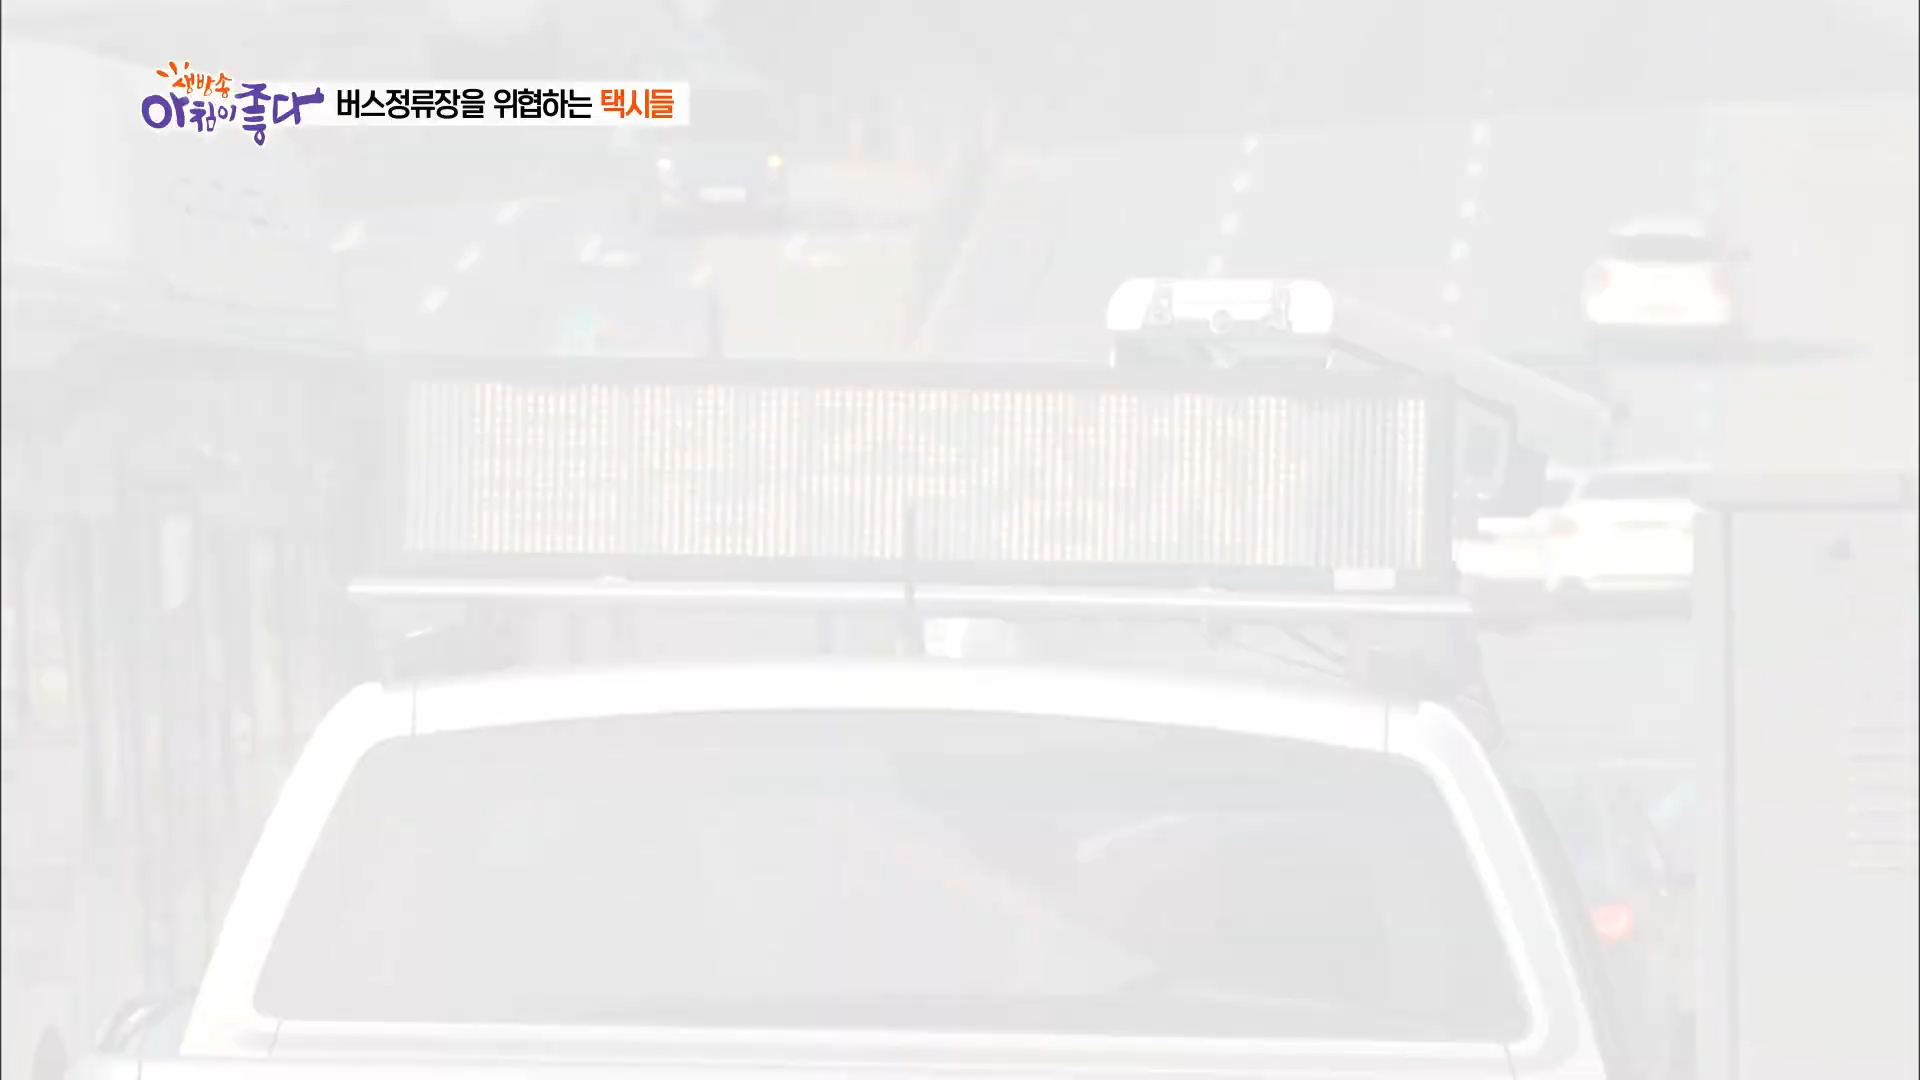 생방송
아침이 좋다
버스정류장을 위협하는 택시들